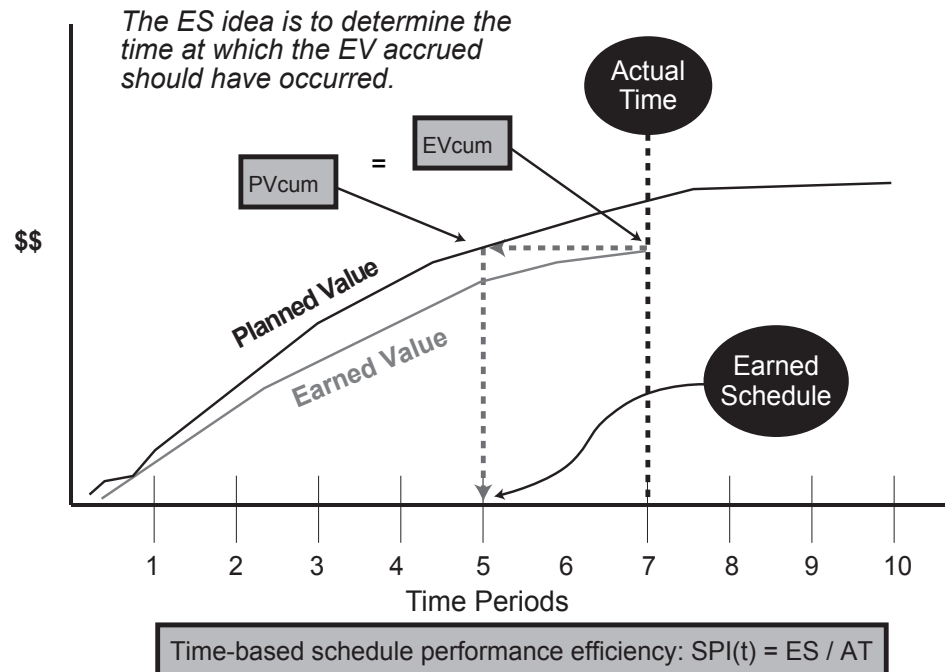 The ES idea is to determine the
time at which the EV accrued
should have occurred.
Actual
Time
EVcum
=
PVcum
$$
Planned Value
Earned Value
Earned
Schedule
1 2 3 4 5 6 7 8 9 10
Time Periods
Time-based schedule performance efficiency: SPI(t) = ES / AT